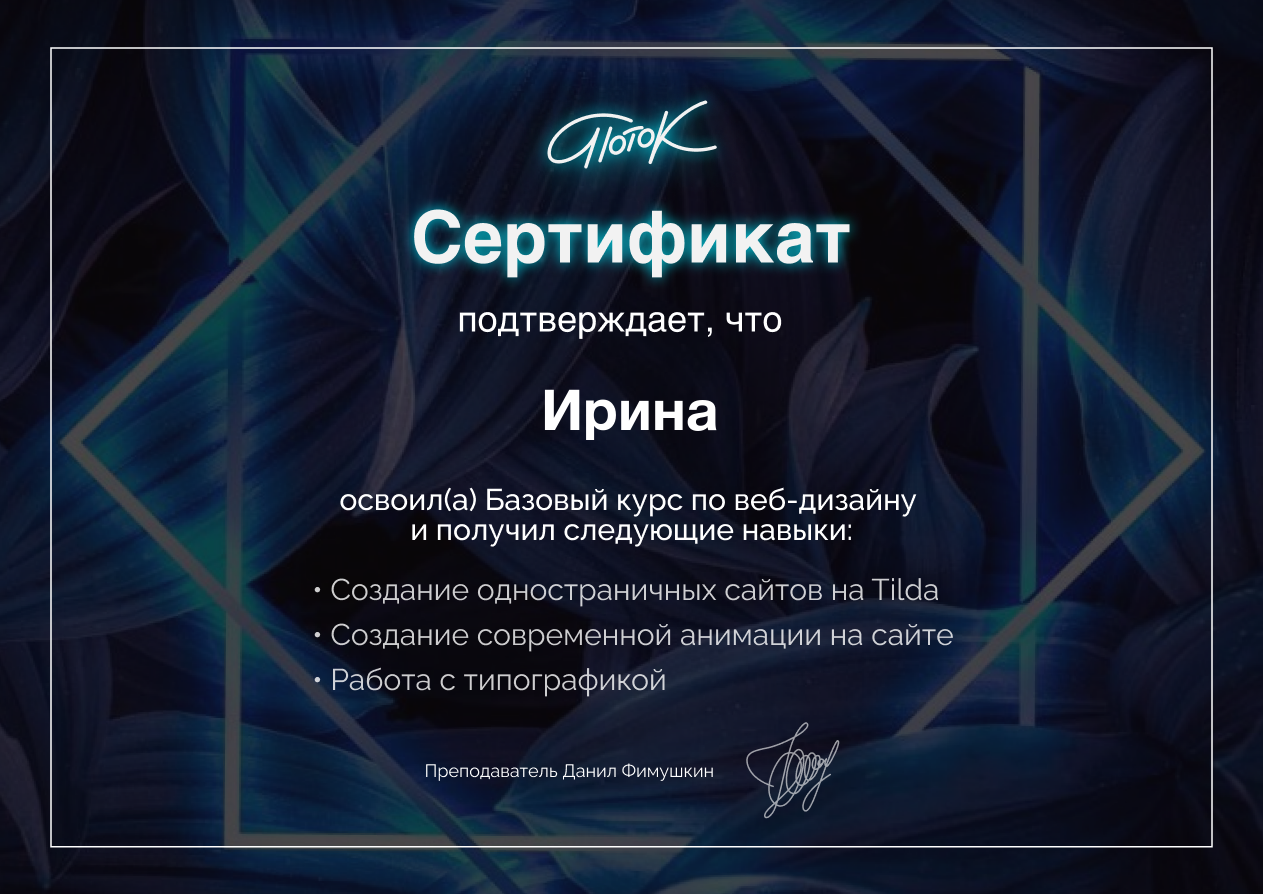 Поток
Сертификат
подтверждает, что
Ирина
освоил(а) Базовый курс по веб-дизайну
и получил следующие навыки:
• Создание одностраничных сайтов на Tilda
• Создание современной анимации на сайте
• Работа с типографикой
Преподаватель Данил Фимушкин